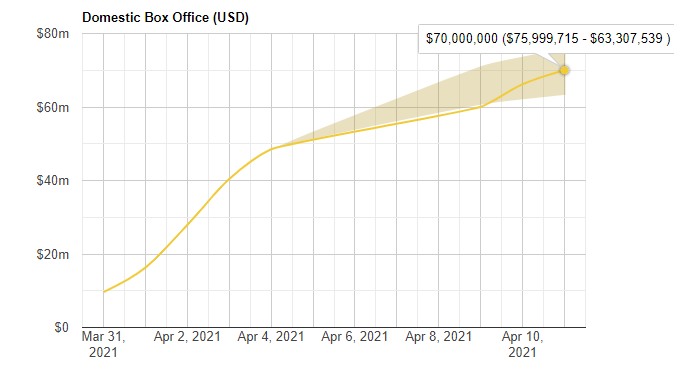 Domestic Box Office (USD)
$80m
$70,000,000 ($75,999,715 - $63,307,539 )
$60m
$40m
$20m
$0
Mar 31, 2021
Apr 2, 2021
Apr 4, 2021
Apr 6, 2021
Apr 8, 2021
Apr 10, 2021